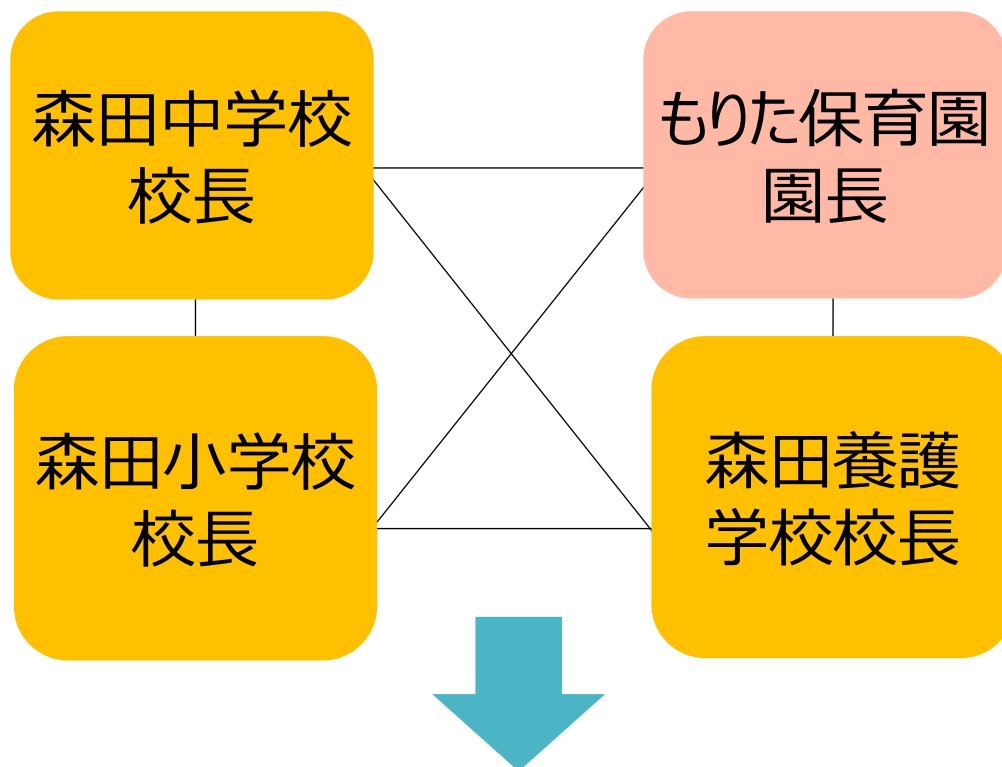 森田中学校
校長
もりた保育園
園長
森田小学校
校長
森田養護
学校校長